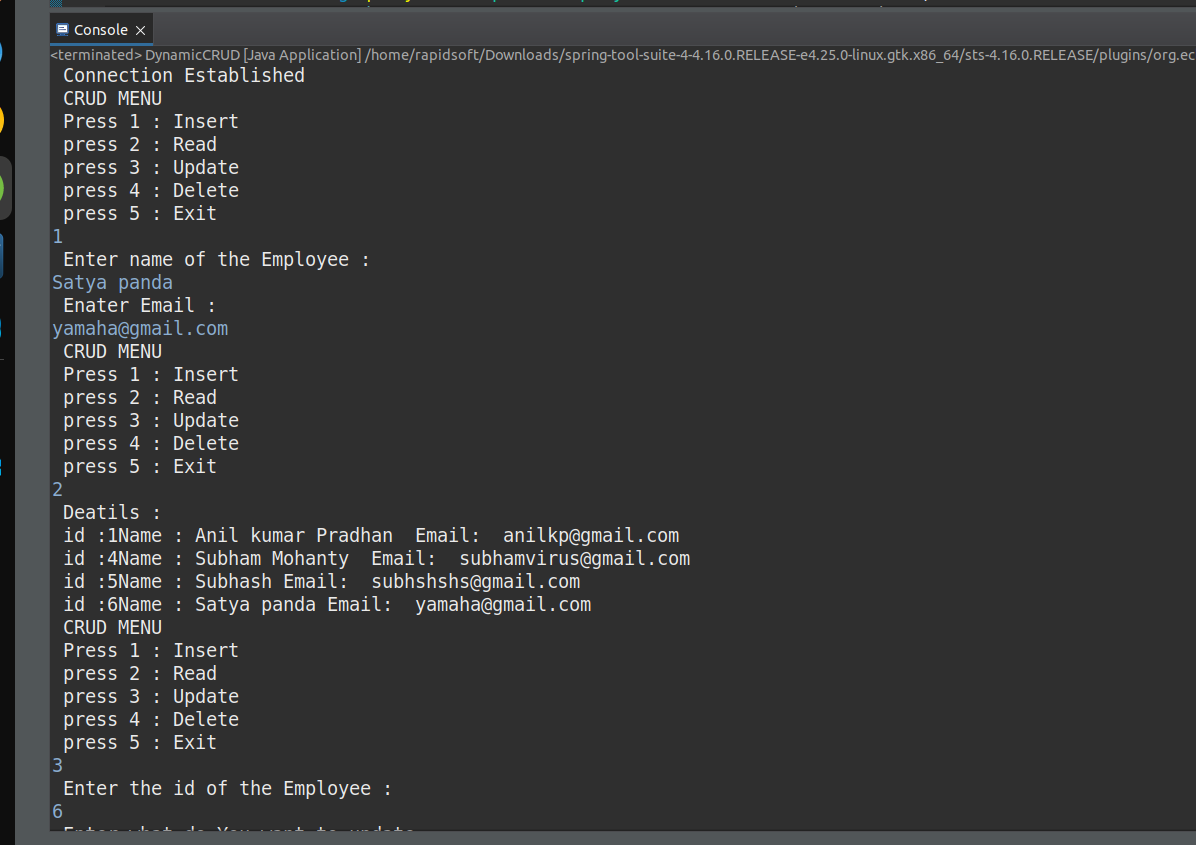 Console
<terminated> DynamicCRUD [Java Application] /home/rapidsoft/Downloads/spring-tool-suite-4-4.16.0.RELEASE-e4.25.0-linux.gtk.x86_64/sts-4.16.0.RELEASE/plugins/org.ec
Connection Established
CRUD MENU
Press 1 : Insert
press 2 : Read
press 3 : Update
press 4 : Delete
press 5 : Exit
1
Enter name of the Employee :
Satya panda
Enater Email :
yamaha@gmail.com
CRUD MENU
Press 1 : Insert
press 2 : Read
press 3 : Update
press 4 : Delete
press 5 : Exit
2
Deatils :
id :1Name : Anil kumar Pradhan  Email:  anilkp@gmail.com
id :4Name : Subham Mohanty  Email:  subhamvirus@gmail.com
id :5Name : Subhash Email:  subhshshs@gmail.com
id :6Name : Satya panda Email:  yamaha@gmail.com
CRUD MENU
Press 1 : Insert
press 2 : Read
press 3 : Update
press 4 : Delete
press 5 : Exit
3
Enter the id of the Employee :
6
Enter what do You want to update